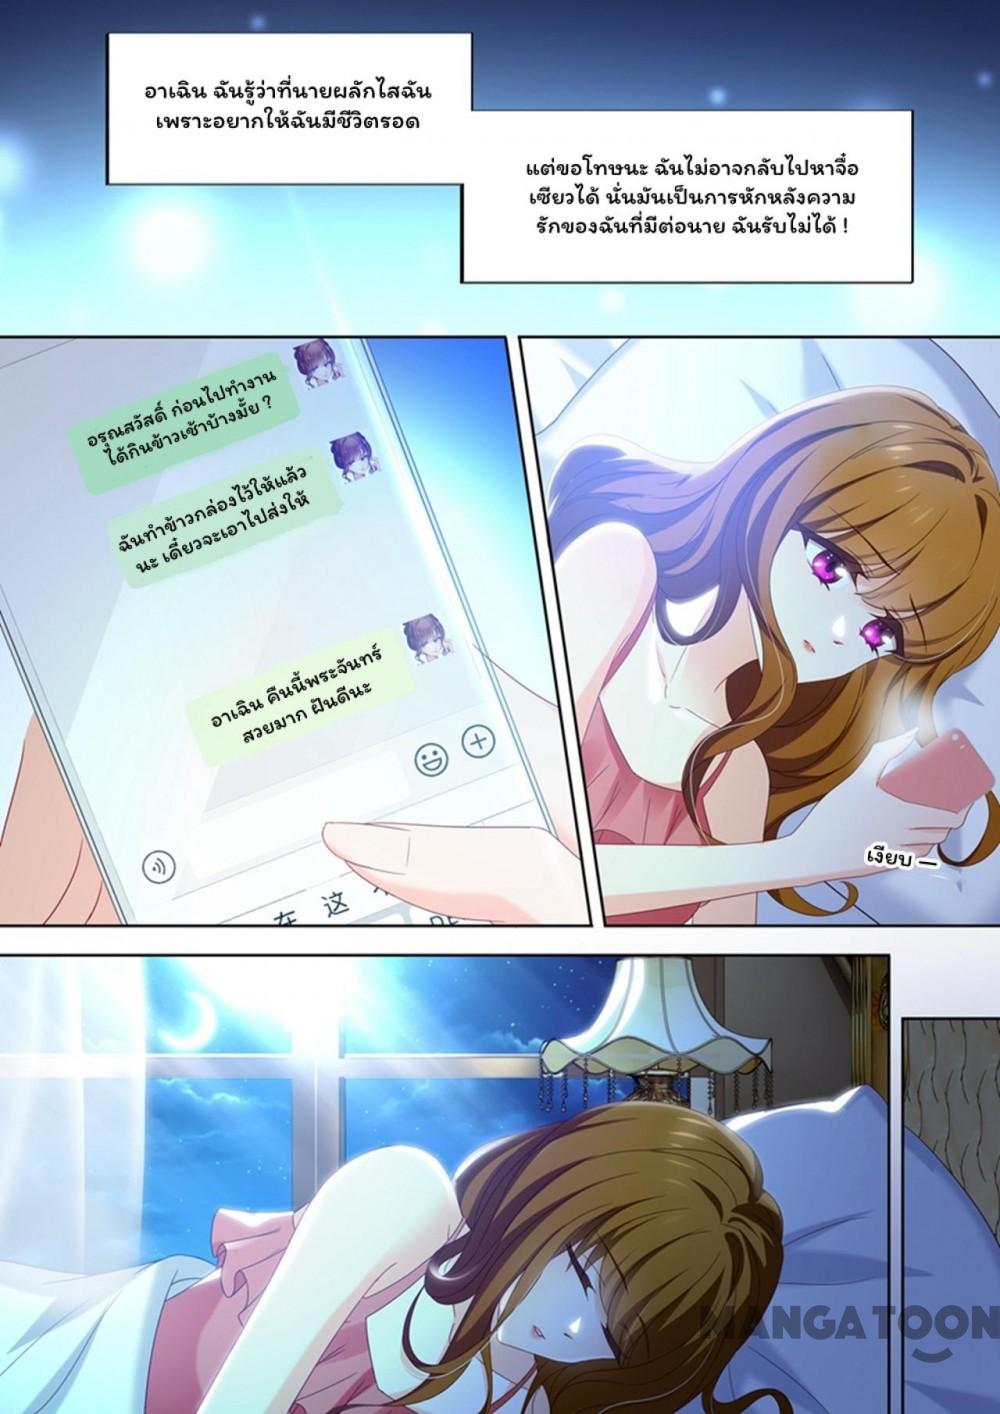 อาเฉิน ฉันรู้ว่าที่นายผลักไสฉัน
เพราะอยากให้ฉันมีชีวิตรอด
แต่ขอโทษนะ ฉันไม่อาจกลับไปหาจื๋อ
เซียวได้ นั่นมันเป็นการหักหลังความ
รักของฉันที่มีต่อนาย ฉันรับไม่ได้ !
อรุณสวัสดิ์ ก่อนไปทำงาน
ได้กินข้าวเช้าบ้างมั้ย ?
ฉันทำข้าวกล่องไว้ให้แล้ว
นะ เดี๋ยวจะเอาไปส่งให้
อาเฉิน คืนนี้พระจันทร์
สวยมาก ฝันดีนะ
在 这
เงียบ —
MANGATOON